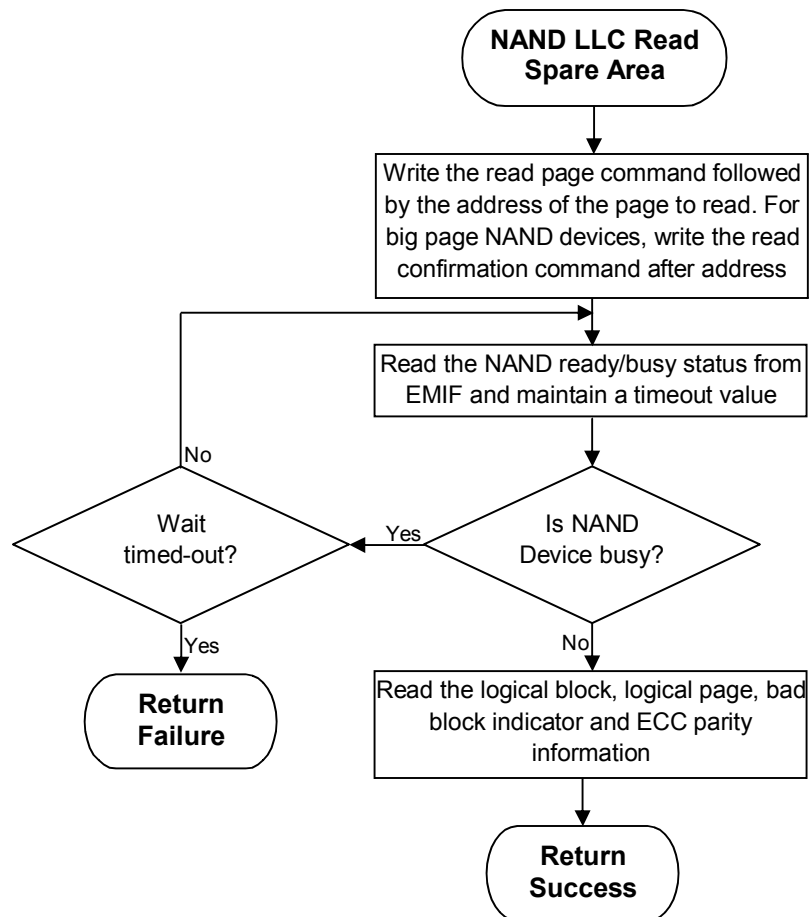 NAND LLC Read
Spare Area
Write the read page command followed
by the address of the page to read. For
big page NAND devices, write the read
confirmation command after address
Read the NAND ready/busy status from
EMIF and maintain a timeout value
No
Wait
timed-out?
Yes
Is NAND
Device busy?
Yes
No
Return
Failure
Read the logical block, logical page, bad
block indicator and ECC parity
information
Return
Success